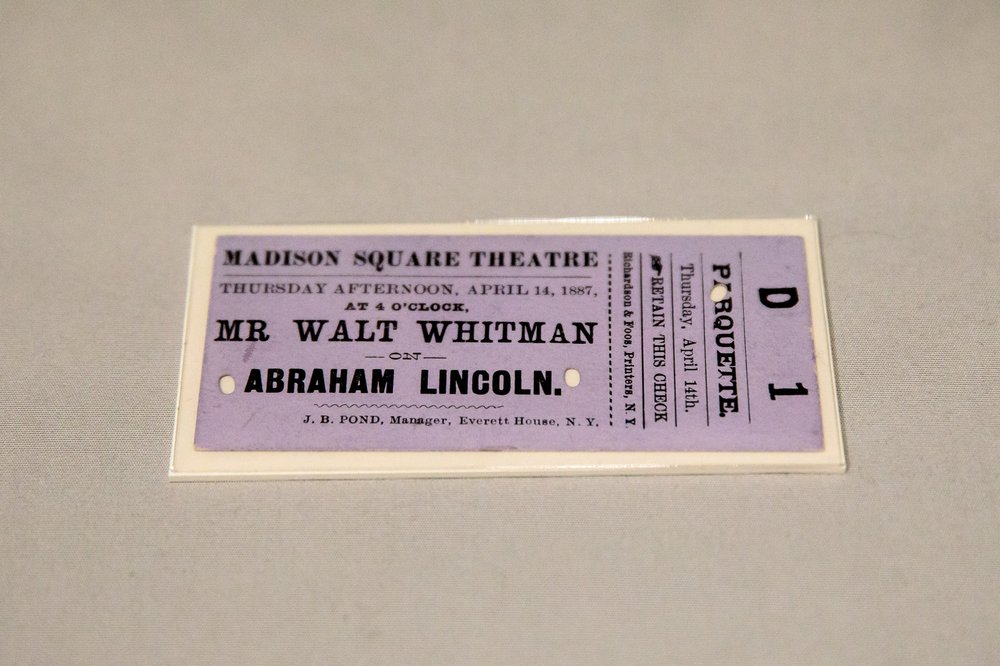 MADISON SQUARE THEATRE
THURSDAY AFTERNOON, APRIL 14, 1887,
AT 4 O'CLOCK,
MR WALT WHITMAN
— ON —
ABRAHAM LINCOLN.
J. B. POND, Manager, Everett House, N. Y.
Richardson & Foos, Printers, N. Y.
RETAIN THIS CHECK
Thursday, April 14th.
PARQUETTE.
D 1